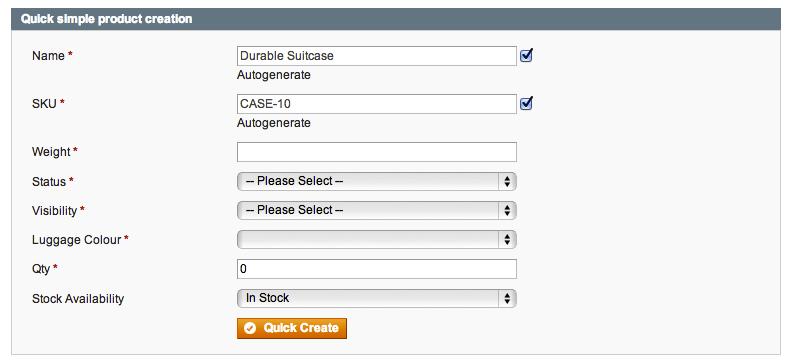 Quick simple product creation
Name * Durable Suitcase
Autogenerate
SKU * CASE-10
Autogenerate
Weight *
Status * -- Please Select --
Visibility * -- Please Select --
Luggage Colour *
Qty * 0
Stock Availability In Stock
Quick Create